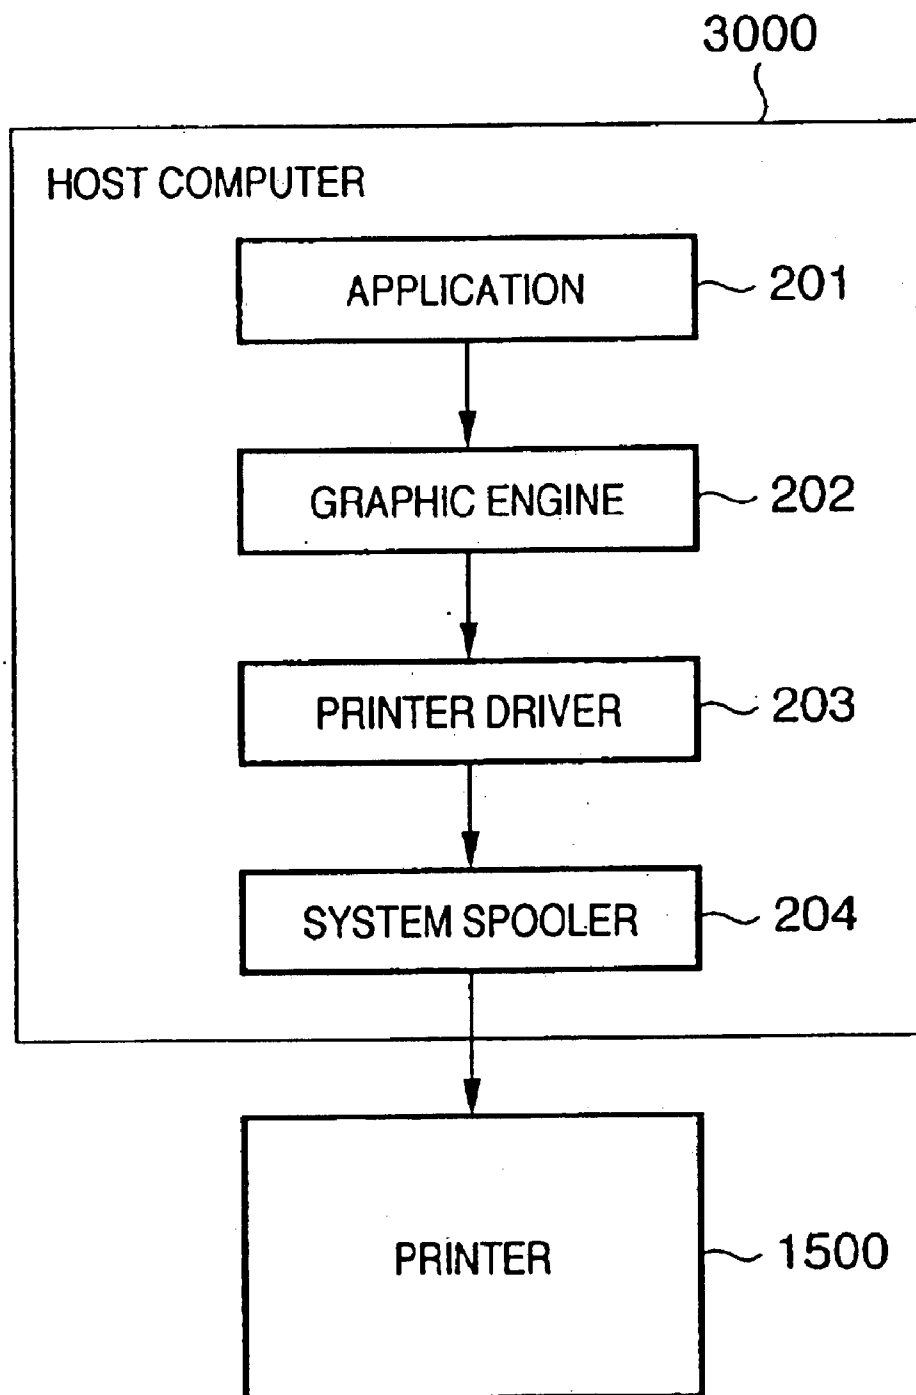 3000
HOST COMPUTER
APPLICATION 201
GRAPHIC ENGINE 202
PRINTER DRIVER 203
SYSTEM SPOOLER 204
PRINTER 1500